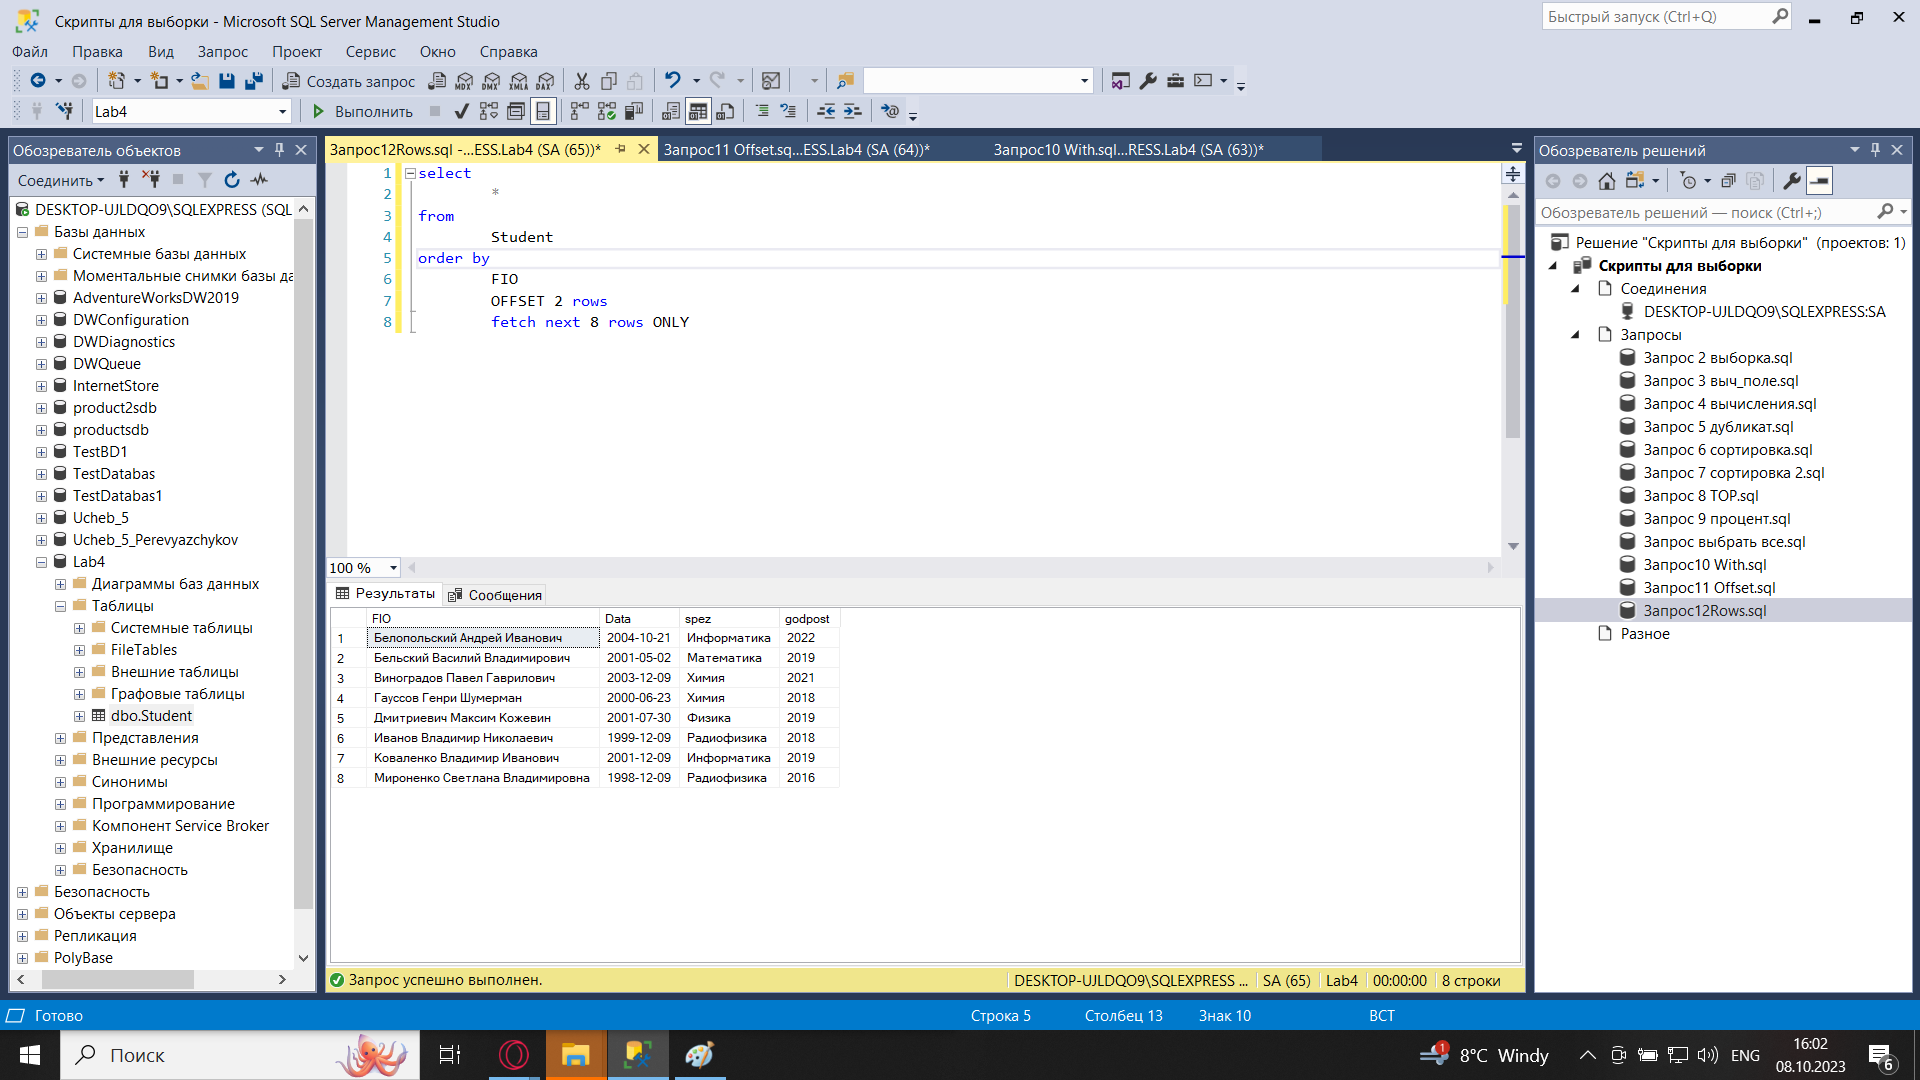 Скрипты для выборки - Microsoft SQL Server Management Studio
Быстрый запуск (Ctrl+Q)
Файл Правка Вид Запрос Проект Сервис Окно Справка
Создать запрос
Lab4 Выполнить
Обозреватель объектов
Соединить
DESKTOP-UJLDQO9\SQLEXPRESS (SQL
Базы данных
Системные базы данных
Моментальные снимки базы да
AdventureWorksDW2019
DWConfiguration
DWDiagnostics
DWQueue
InternetStore
product2sdb
productsdb
TestBD1
TestDatabas
TestDatabas1
Ucheb_5
Ucheb_5_Perevyazchykov
Lab4
Диаграммы баз данных
Таблицы
Системные таблицы
FileTables
Внешние таблицы
Графовые таблицы
dbo.Student
Представления
Внешние ресурсы
Синонимы
Программирование
Компонент Service Broker
Хранилище
Безопасность
Безопасность
Объекты сервера
Репликация
PolyBase
Запрос12Rows.sql -...ESS.Lab4 (SA (65))* Запрос11 Offset.sq...ESS.Lab4 (SA (64))* Запрос10 With.sql...RESS.Lab4 (SA (63))*
1 select
2 *
3 from
4 Student
5 order by
6 FIO
7 OFFSET 2 rows
8 fetch next 8 rows ONLY
100 %
Результаты Сообщения
FIO Data spez godpost
1 Белопольский Андрей Иванович 2004-10-21 Информатика 2022
2 Бельский Василий Владимирович 2001-05-02 Математика 2019
3 Виноградов Павел Гаврилович 2003-12-09 Химия 2021
4 Гауссов Генри Шумерман 2000-06-23 Химия 2018
5 Дмитриевич Максим Кожевин 2001-07-30 Физика 2019
6 Иванов Владимир Николаевич 1999-12-09 Радиофизика 2018
7 Коваленко Владимир Иванович 2001-12-09 Информатика 2019
8 Мироненко Светлана Владимировна 1998-12-09 Радиофизика 2016
Запрос успешно выполнен. DESKTOP-UJLDQO9\SQLEXPRESS ... SA (65) Lab4 00:00:00 8 строки
Обозреватель решений
Обозреватель решений — поиск (Ctrl+;)
Решение "Скрипты для выборки" (проектов: 1)
Скрипты для выборки
Соединения
DESKTOP-UJLDQO9\SQLEXPRESS:SA
Запросы
Запрос 2 выборка.sql
Запрос 3 выч_поле.sql
Запрос 4 вычисления.sql
Запрос 5 дубликат.sql
Запрос 6 сортировка.sql
Запрос 7 сортировка 2.sql
Запрос 8 TOP.sql
Запрос 9 процент.sql
Запрос выбрать все.sql
Запрос10 With.sql
Запрос11 Offset.sql
Запрос12Rows.sql
Разное
Готово Строка 5 Столбец 13 Знак 10 ВСТ
Поиск
1 8°C Windy ENG 16:02
08.10.2023 6